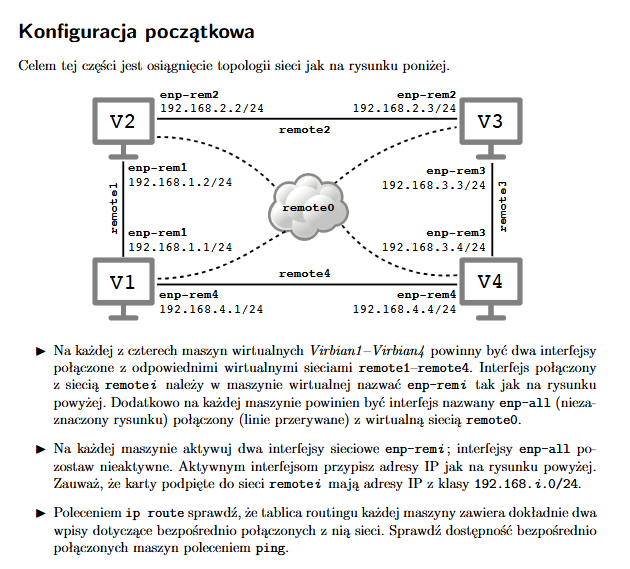 Konfiguracja początkowa
Celem tej części jest osiągnięcie topologii sieci jak na rysunku poniżej.
enp-rem2
192.168.2.2/24
enp-rem2
192.168.2.3/24
V2
V3
remote2
enp-rem1
192.168.1.2/24
enp-rem3
192.168.3.3/24
remote1
remote0
remote3
enp-rem1
192.168.1.1/24
enp-rem3
192.168.3.4/24
V1
V4
remote4
enp-rem4
192.168.4.1/24
enp-rem4
192.168.4.4/24
► Na każdej z czterech maszyn wirtualnych Virbian1–Virbian4 powinny być dwa interfejsy
połączone z odpowiednimi wirtualnymi sieciami remote1–remote4. Interfejs połączony
z siecią remotei należy w maszynie wirtualnej nazwać enp-remi tak jak na rysunku
powyżej. Dodatkowo na każdej maszynie powinien być interfejs nazwany enp-all (nieza-
znaczony rysunku) połączony (linie przerywane) z wirtualną siecią remote0.
► Na każdej maszynie aktywuj dwa interfejsy sieciowe enp-remi; interfejsy enp-all po-
zostaw nieaktywne. Aktywnym interfejsom przypisz adresy IP jak na rysunku powyżej.
Zauważ, że karty podpięte do sieci remotei mają adresy IP z klasy 192.168.i.0/24.
► Poleceniem ip route sprawdź, że tablica routingu każdej maszyny zawiera dokładnie dwa
wpisy dotyczące bezpośrednio połączonych z nią sieci. Sprawdź dostępność bezpośrednio
połączonych maszyn poleceniem ping.